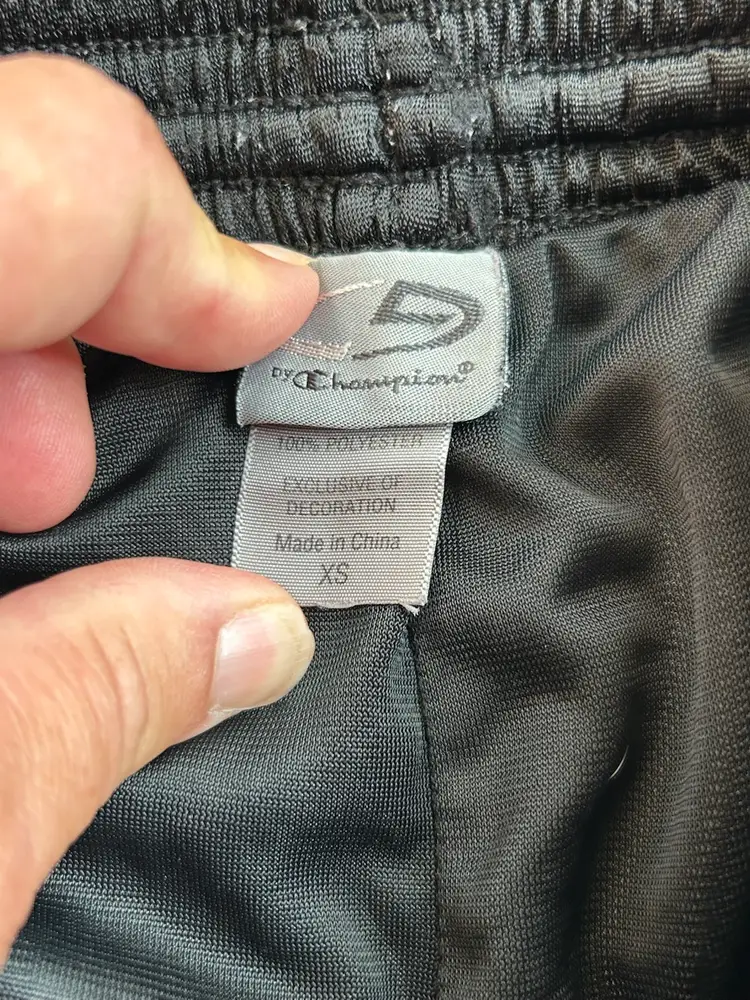 BY Champion®
100% POLYESTER
EXCLUSIVE OF
DECORATION
Made in China
XS